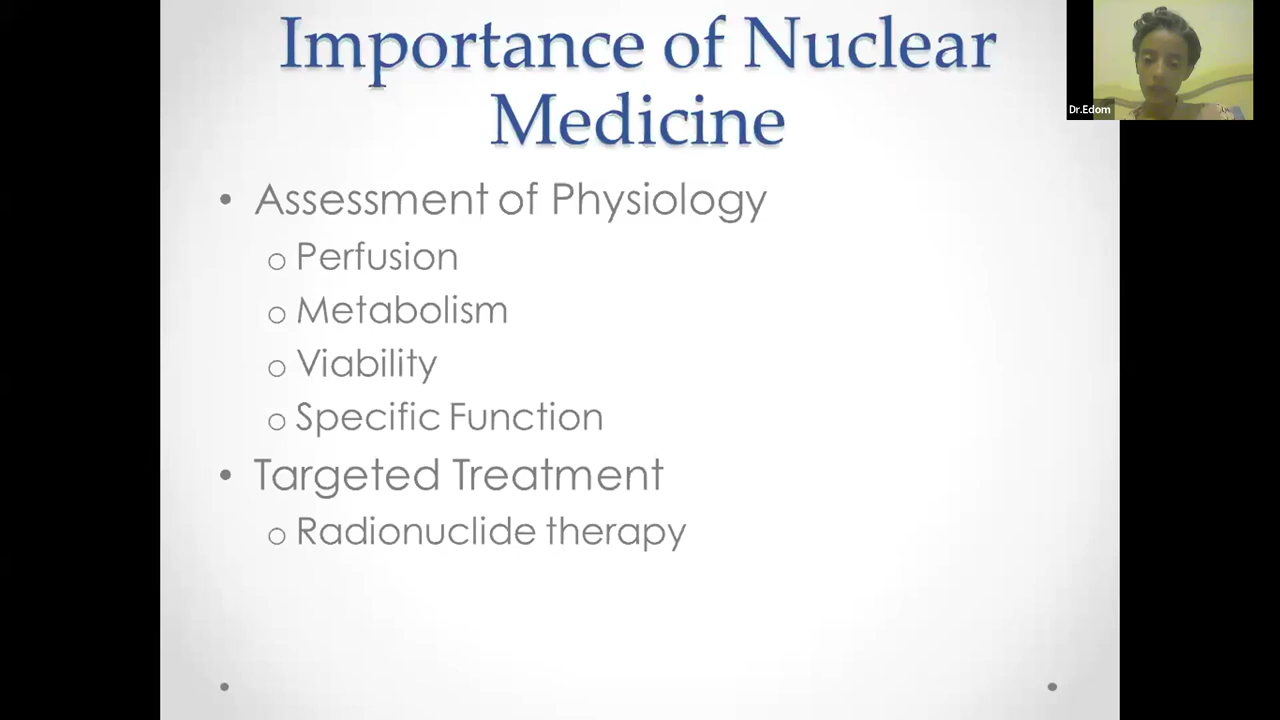 Importance of Nuclear
Medicine
Dr.Edom
• Assessment of Physiology
o Perfusion
o Metabolism
o Viability
o Specific Function
• Targeted Treatment
o Radionuclide therapy